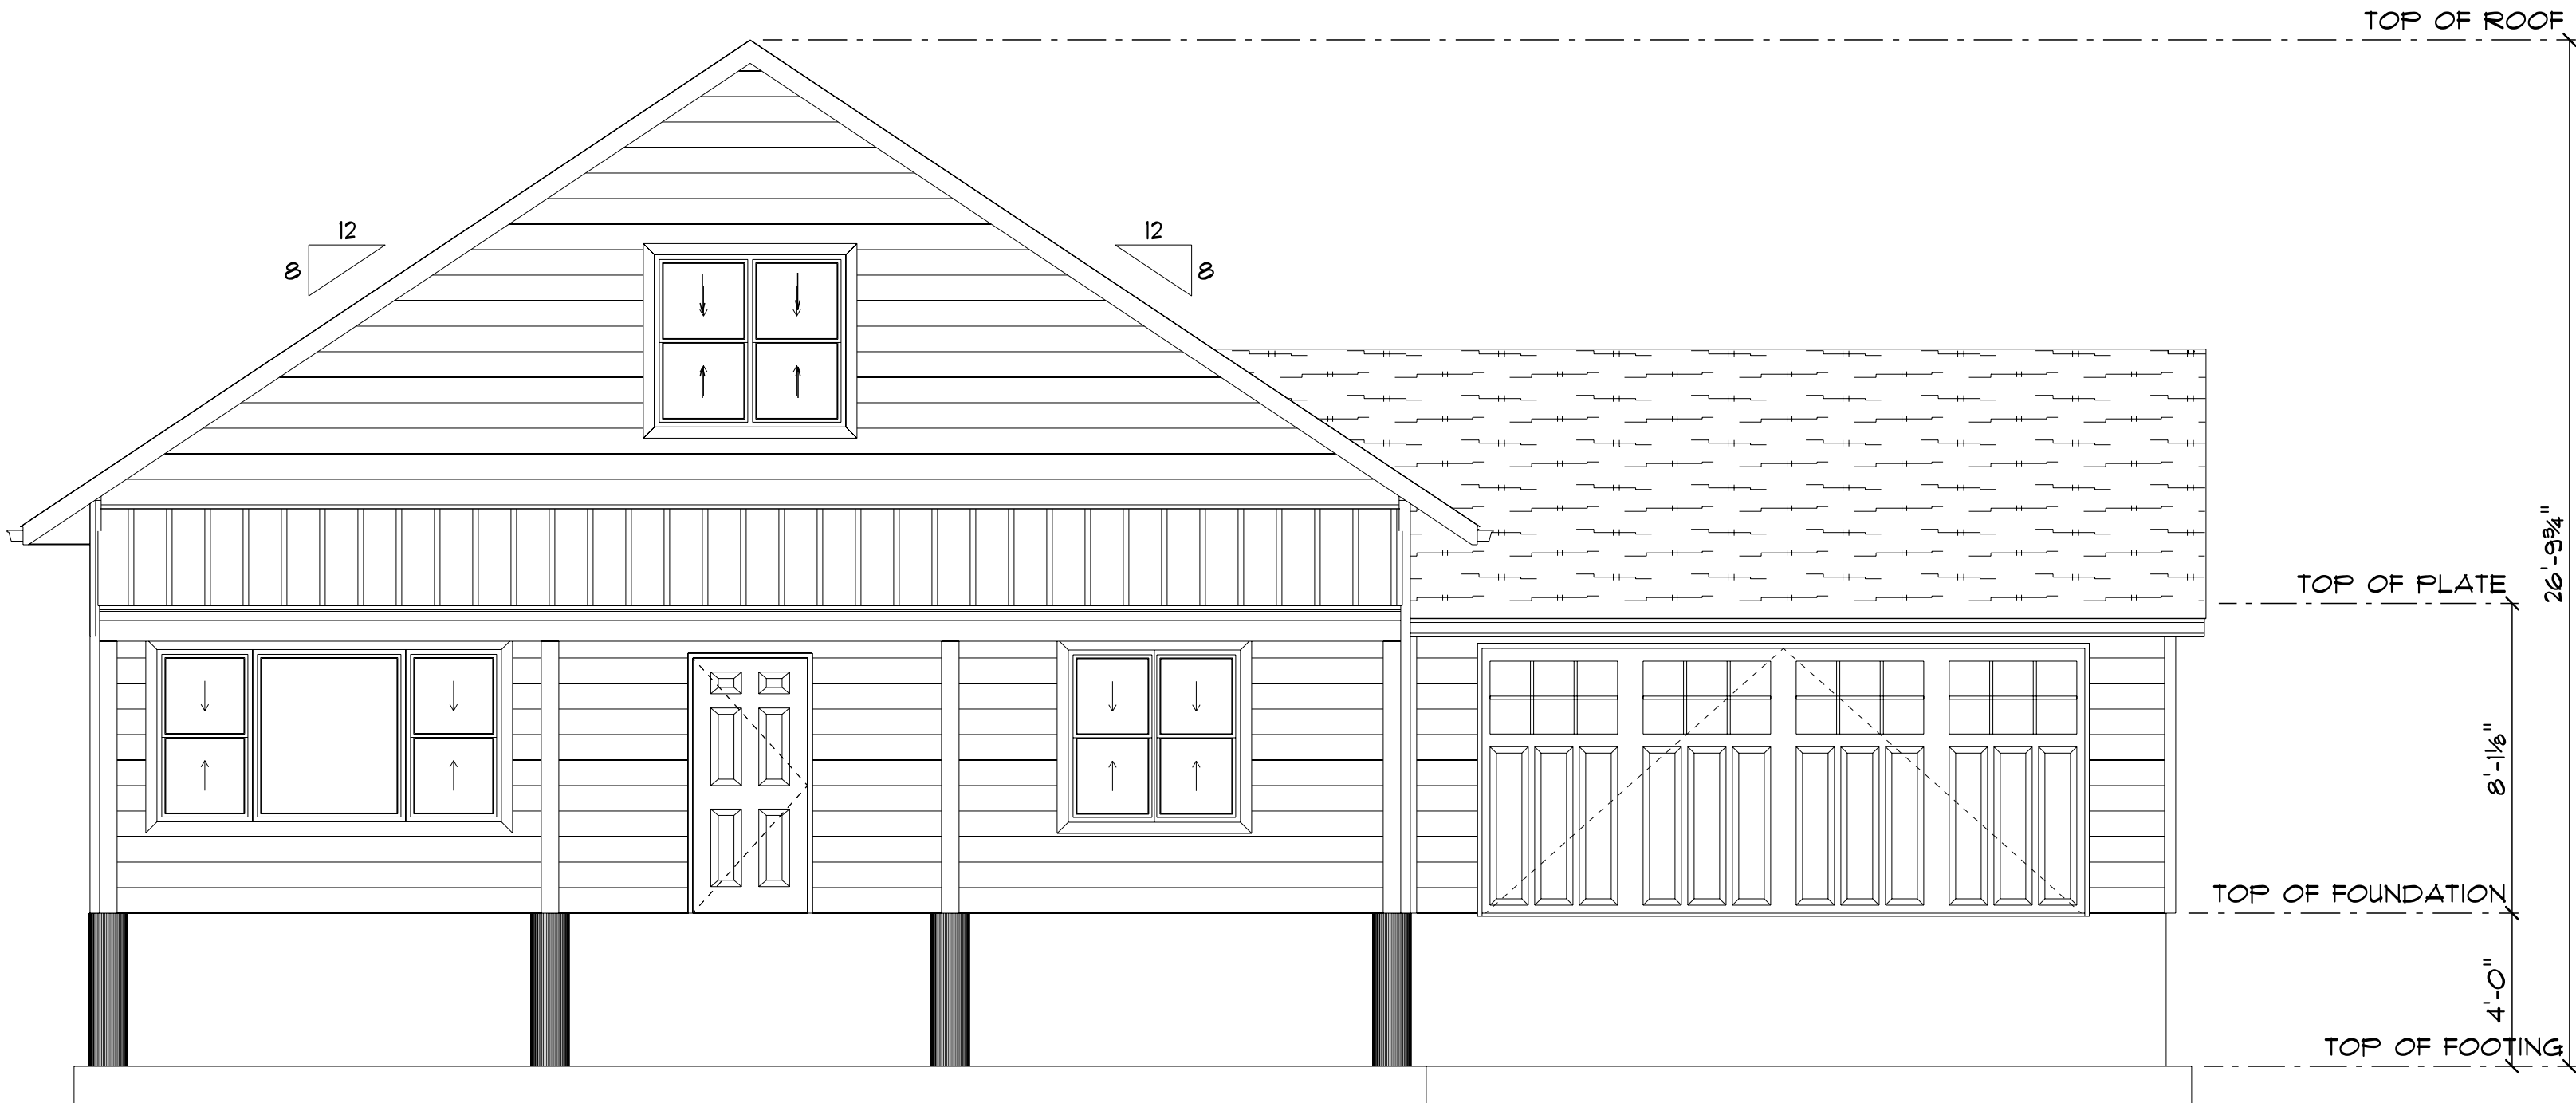 TOP OF ROOF
12
8
12
8
26'-9¾"
TOP OF PLATE
8'-1⅛"
TOP OF FOUNDATION
4'-0"
TOP OF FOOTING